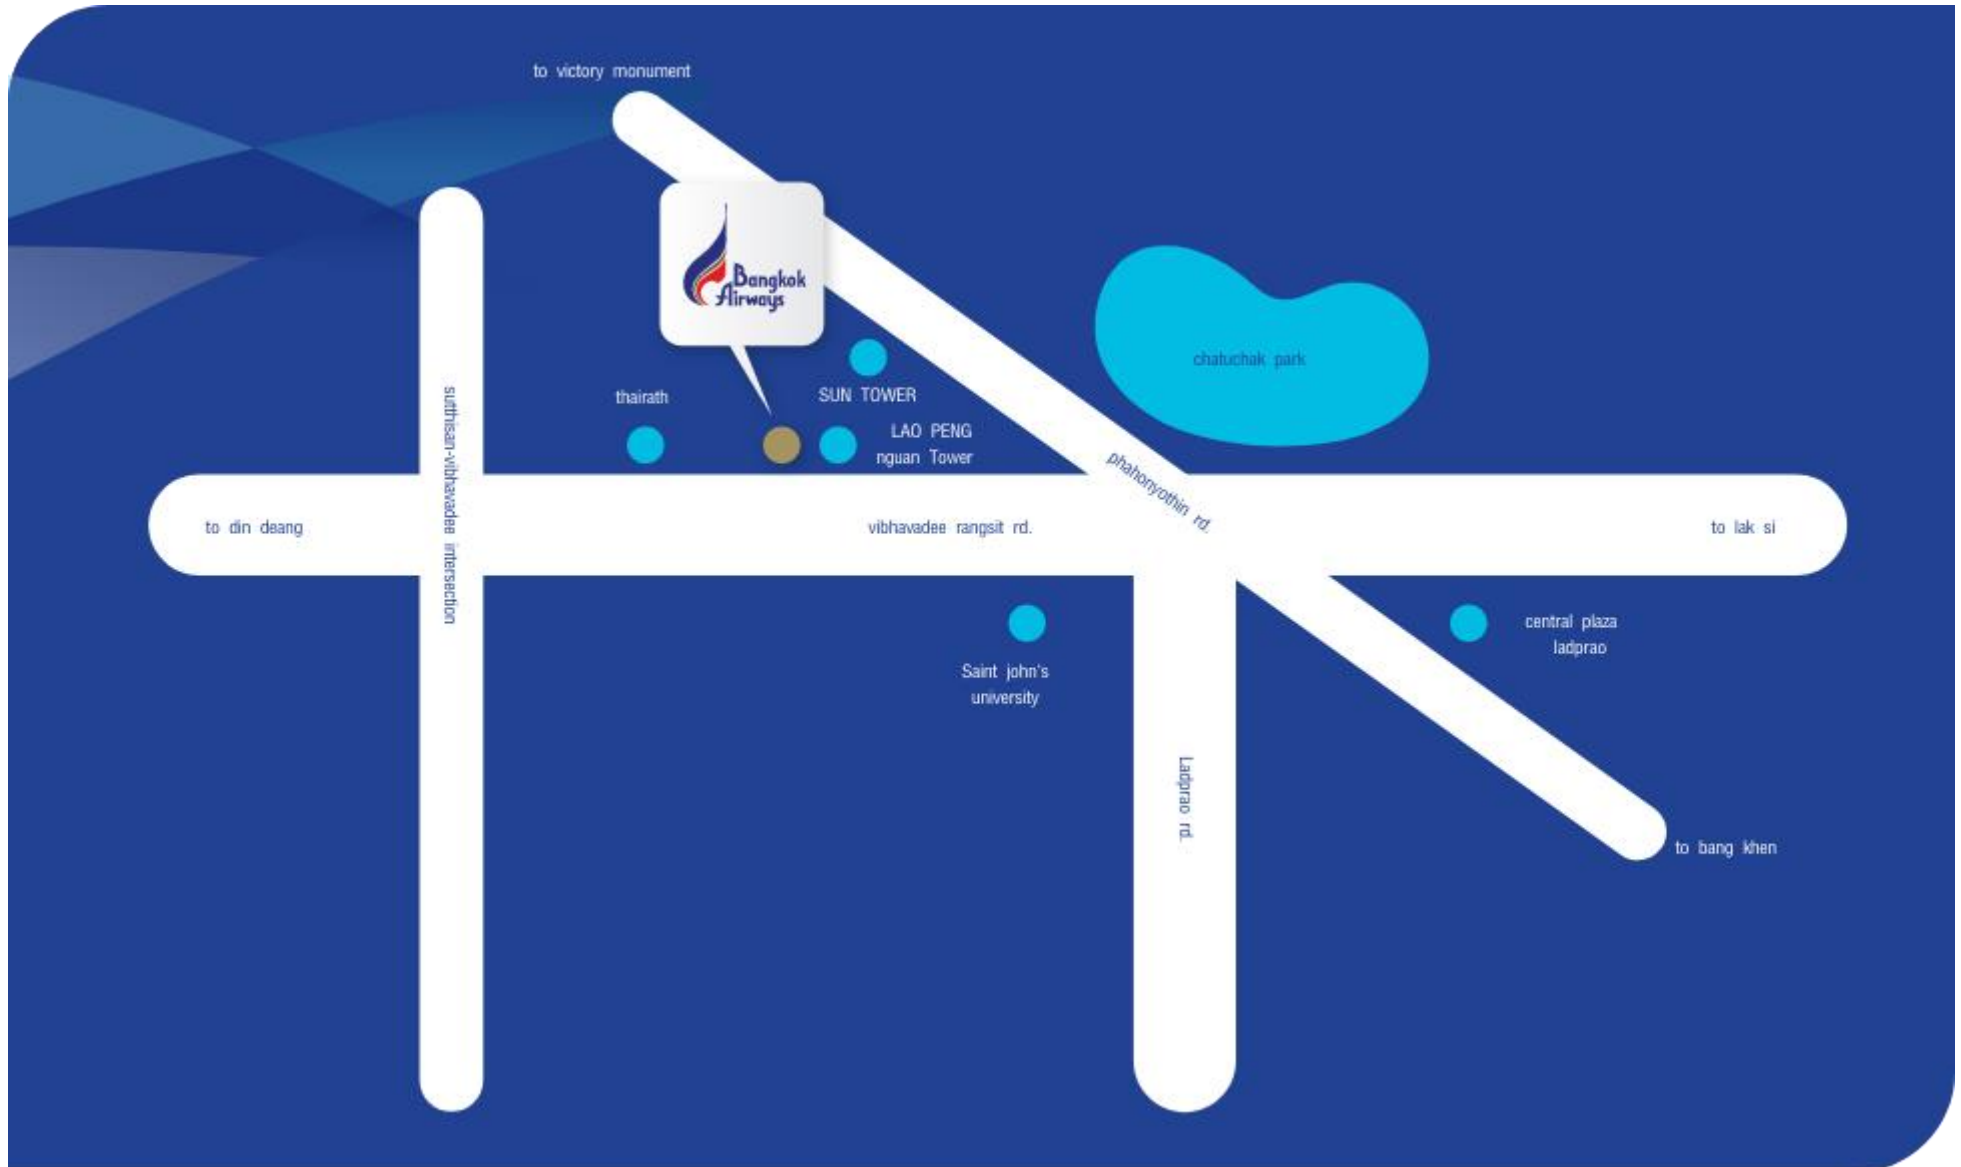 to victory monument
Bangkok
Airways
chatuchak park
thairath
SUN TOWER
LAO PENG
nguan Tower
sutthisan-vibhavadee intersection
phahonyothin rd.
to din deang
vibhavadee rangsit rd.
to lak si
central plaza
ladprao
Saint john's
university
Ladprao rd.
to bang khen